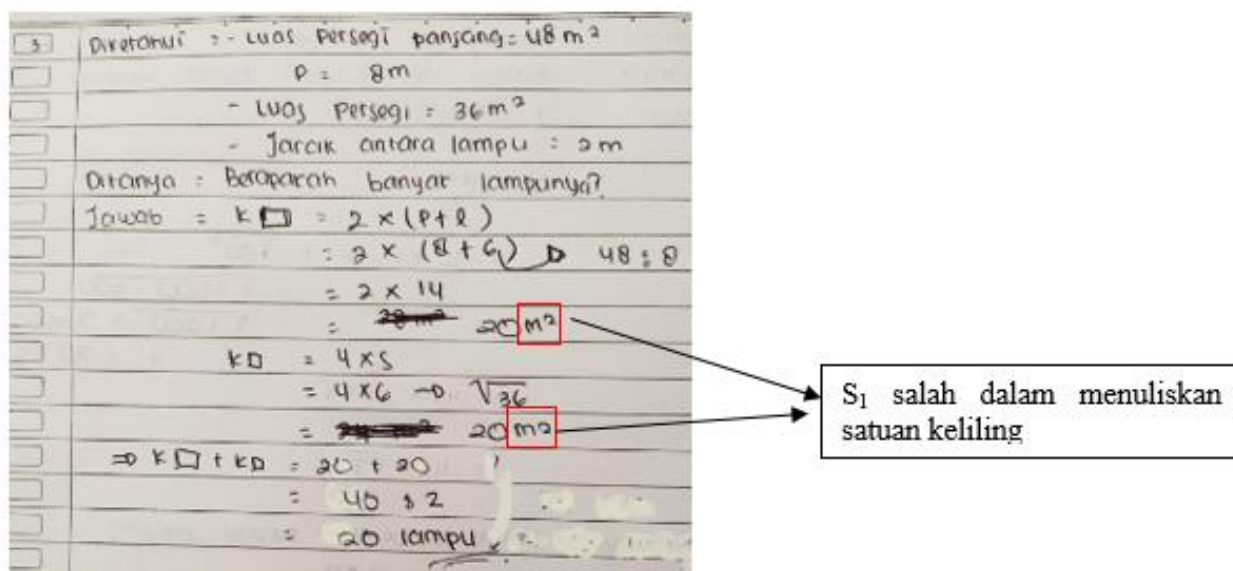 3 Diketahui : - Luas Persegi panjang = 48 m²
P = 8m
- Luas Persegi = 36 m²
- Jarak antara lampu : 2m
Ditanya = Berapakah banyak lampunya?
Jawab = K▭ = 2 × (P+l)
= 2 × (8 + 6) → 48 : 8
= 2 × 14
= 20 m²
K□ = 4 × s
= 4×6 → √36
= 20 m²
⇒ K▭ + K□ = 20 + 20
= 40 : 2
= 20 lampu
S₁ salah dalam menuliskan
satuan keliling